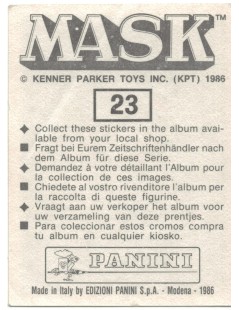 MASK™
© KENNER PARKER TOYS INC. (KPT) 1986
23
◆ Collect these stickers in the album avai-
lable from your local shop.
■ Fragt bei Eurem Zeitschriftenhändler nach
dem Album für diese Serie.
◆ Demandez à votre détaillant l'Album pour
la collection de ces images.
■ Chiedete al vostro rivenditore l'album per
la raccolta di queste figurine.
◆ Vraagt aan uw verkoper het album voor
uw verzameling van deze prentjes.
■ Para coleccionar estos cromos compra
tu album en cualquier kiosko.
PANINI
Made in Italy by EDIZIONI PANINI S.p.A. - Modena - 1986